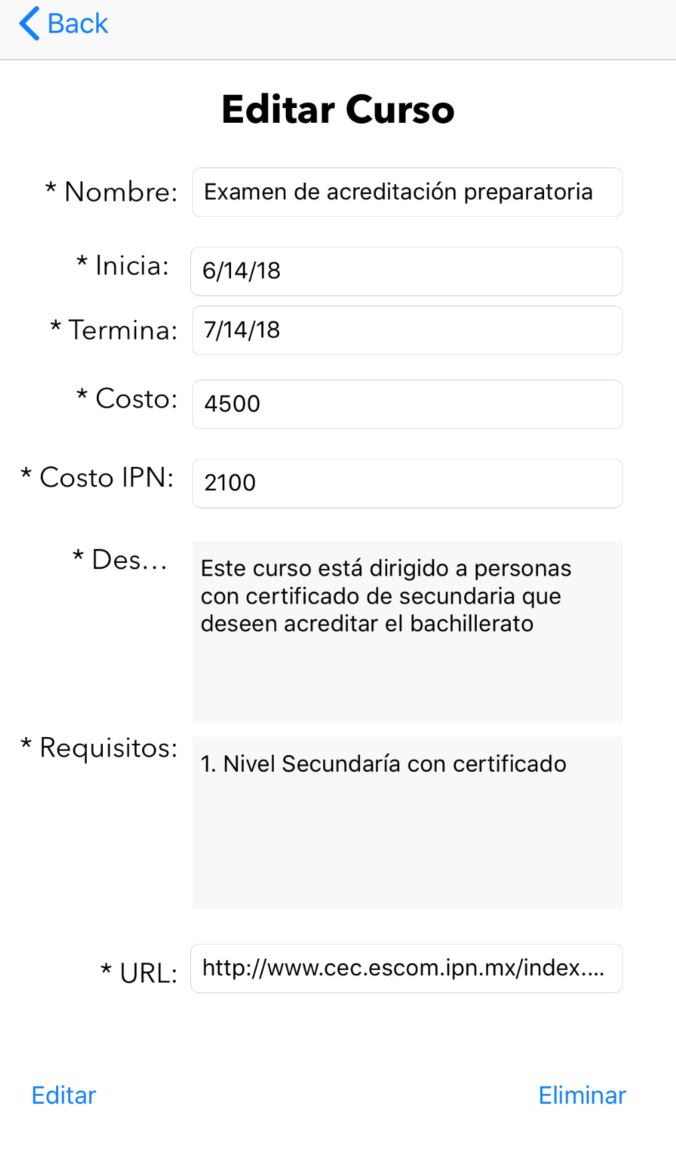 Back
Editar Curso
* Nombre: Examen de acreditación preparatoria
* Inicia: 6/14/18
* Termina: 7/14/18
* Costo: 4500
* Costo IPN: 2100
* Des... Este curso está dirigido a personas
con certificado de secundaria que
deseen acreditar el bachillerato
* Requisitos: 1. Nivel Secundaría con certificado
* URL: http://www.cec.escom.ipn.mx/index....
Editar Eliminar